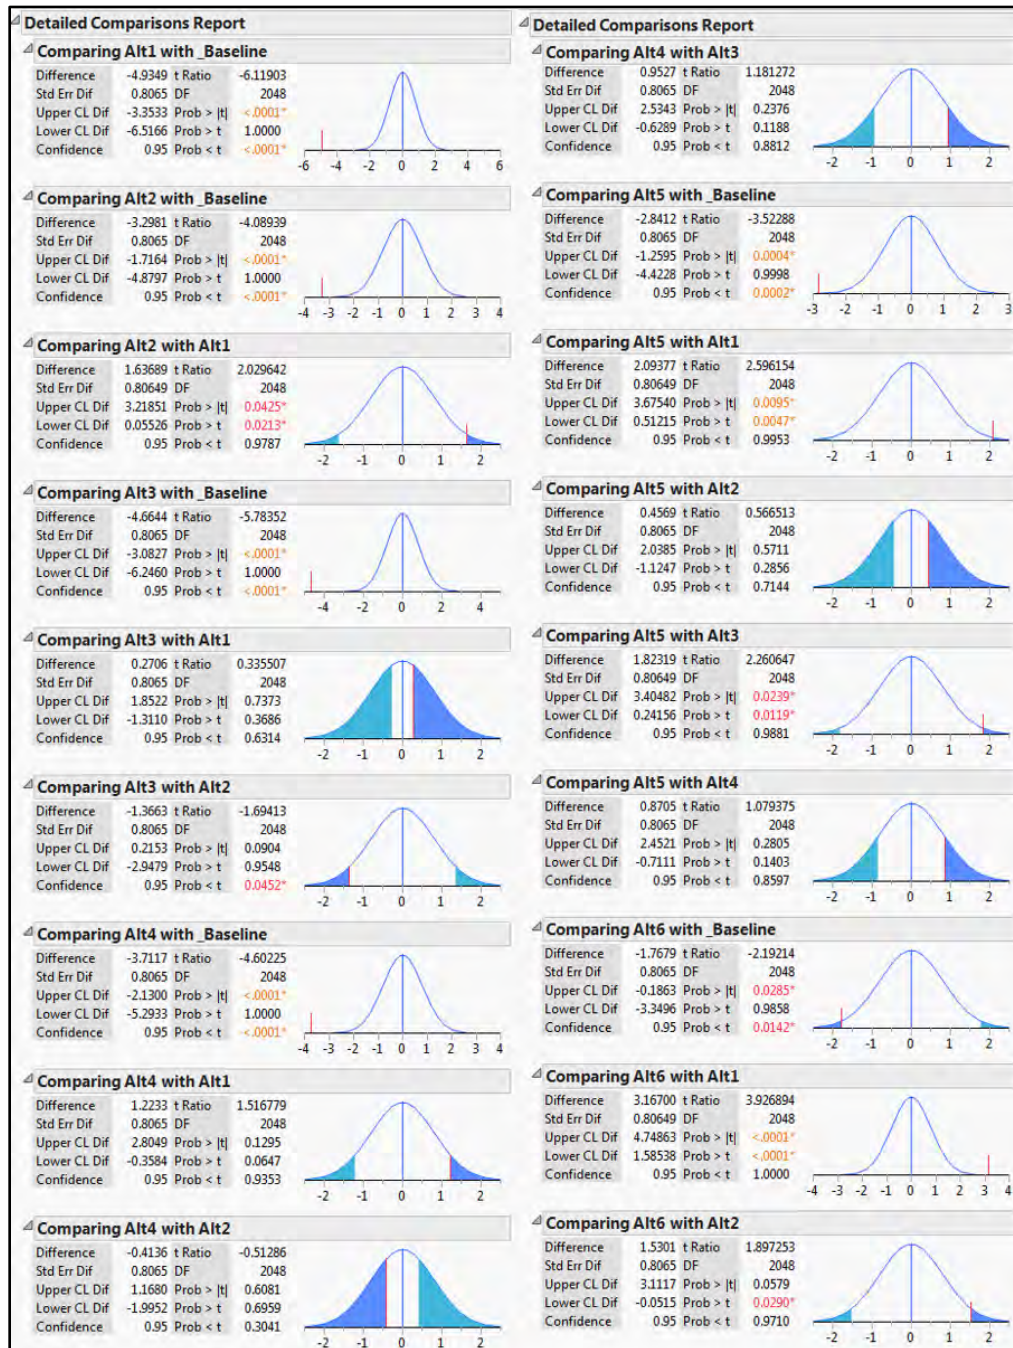 Detailed Comparisons Report
Comparing Alt1 with _Baseline
Difference -4.9349 t Ratio -6.11903
Std Err Dif 0.8065 DF 2048
Upper CL Dif -3.3533 Prob > |t| <.0001*
Lower CL Dif -6.5166 Prob > t 1.0000
Confidence 0.95 Prob < t <.0001*
-6 -4 -2 0 2 4 6
Comparing Alt2 with _Baseline
Difference -3.2981 t Ratio -4.08939
Std Err Dif 0.8065 DF 2048
Upper CL Dif -1.7164 Prob > |t| <.0001*
Lower CL Dif -4.8797 Prob > t 1.0000
Confidence 0.95 Prob < t <.0001*
-4 -3 -2 -1 0 1 2 3 4
Comparing Alt2 with Alt1
Difference 1.63689 t Ratio 2.029642
Std Err Dif 0.80649 DF 2048
Upper CL Dif 3.21851 Prob > |t| 0.0425*
Lower CL Dif 0.05526 Prob > t 0.0213*
Confidence 0.95 Prob < t 0.9787
-2 -1 0 1 2
Comparing Alt3 with _Baseline
Difference -4.6644 t Ratio -5.78352
Std Err Dif 0.8065 DF 2048
Upper CL Dif -3.0827 Prob > |t| <.0001*
Lower CL Dif -6.2460 Prob > t 1.0000
Confidence 0.95 Prob < t <.0001*
-4 -2 0 2 4
Comparing Alt3 with Alt1
Difference 0.2706 t Ratio 0.335507
Std Err Dif 0.8065 DF 2048
Upper CL Dif 1.8522 Prob > |t| 0.7373
Lower CL Dif -1.3110 Prob > t 0.3686
Confidence 0.95 Prob < t 0.6314
-2 -1 0 1 2
Comparing Alt3 with Alt2
Difference -1.3663 t Ratio -1.69413
Std Err Dif 0.8065 DF 2048
Upper CL Dif 0.2153 Prob > |t| 0.0904
Lower CL Dif -2.9479 Prob > t 0.9548
Confidence 0.95 Prob < t 0.0452*
-2 -1 0 1 2
Comparing Alt4 with _Baseline
Difference -3.7117 t Ratio -4.60225
Std Err Dif 0.8065 DF 2048
Upper CL Dif -2.1300 Prob > |t| <.0001*
Lower CL Dif -5.2933 Prob > t 1.0000
Confidence 0.95 Prob < t <.0001*
-4 -3 -2 -1 0 1 2 3 4
Comparing Alt4 with Alt1
Difference 1.2233 t Ratio 1.516779
Std Err Dif 0.8065 DF 2048
Upper CL Dif 2.8049 Prob > |t| 0.1295
Lower CL Dif -0.3584 Prob > t 0.0647
Confidence 0.95 Prob < t 0.9353
-2 -1 0 1 2
Comparing Alt4 with Alt2
Difference -0.4136 t Ratio -0.51286
Std Err Dif 0.8065 DF 2048
Upper CL Dif 1.1680 Prob > |t| 0.6081
Lower CL Dif -1.9952 Prob > t 0.6959
Confidence 0.95 Prob < t 0.3041
-2 -1 0 1 2
Detailed Comparisons Report
Comparing Alt4 with Alt3
Difference 0.9527 t Ratio 1.181272
Std Err Dif 0.8065 DF 2048
Upper CL Dif 2.5343 Prob > |t| 0.2376
Lower CL Dif -0.6289 Prob > t 0.1188
Confidence 0.95 Prob < t 0.8812
-2 -1 0 1 2
Comparing Alt5 with _Baseline
Difference -2.8412 t Ratio -3.52288
Std Err Dif 0.8065 DF 2048
Upper CL Dif -1.2595 Prob > |t| 0.0004*
Lower CL Dif -4.4228 Prob > t 0.9998
Confidence 0.95 Prob < t 0.0002*
-3 -2 -1 0 1 2 3
Comparing Alt5 with Alt1
Difference 2.09377 t Ratio 2.596154
Std Err Dif 0.80649 DF 2048
Upper CL Dif 3.67540 Prob > |t| 0.0095*
Lower CL Dif 0.51215 Prob > t 0.0047*
Confidence 0.95 Prob < t 0.9953
-2 -1 0 1 2
Comparing Alt5 with Alt2
Difference 0.4569 t Ratio 0.566513
Std Err Dif 0.8065 DF 2048
Upper CL Dif 2.0385 Prob > |t| 0.5711
Lower CL Dif -1.1247 Prob > t 0.2856
Confidence 0.95 Prob < t 0.7144
-2 -1 0 1 2
Comparing Alt5 with Alt3
Difference 1.82319 t Ratio 2.260647
Std Err Dif 0.80649 DF 2048
Upper CL Dif 3.40482 Prob > |t| 0.0239*
Lower CL Dif 0.24156 Prob > t 0.0119*
Confidence 0.95 Prob < t 0.9881
-2 -1 0 1 2
Comparing Alt5 with Alt4
Difference 0.8705 t Ratio 1.079375
Std Err Dif 0.8065 DF 2048
Upper CL Dif 2.4521 Prob > |t| 0.2805
Lower CL Dif -0.7111 Prob > t 0.1403
Confidence 0.95 Prob < t 0.8597
-2 -1 0 1 2
Comparing Alt6 with _Baseline
Difference -1.7679 t Ratio -2.19214
Std Err Dif 0.8065 DF 2048
Upper CL Dif -0.1863 Prob > |t| 0.0285*
Lower CL Dif -3.3496 Prob > t 0.9858
Confidence 0.95 Prob < t 0.0142*
-2 -1 0 1 2
Comparing Alt6 with Alt1
Difference 3.16700 t Ratio 3.926894
Std Err Dif 0.80649 DF 2048
Upper CL Dif 4.74863 Prob > |t| <.0001*
Lower CL Dif 1.58538 Prob > t <.0001*
Confidence 0.95 Prob < t 1.0000
-4 -3 -2 -1 0 1 2 3 4
Comparing Alt6 with Alt2
Difference 1.5301 t Ratio 1.897253
Std Err Dif 0.8065 DF 2048
Upper CL Dif 3.1117 Prob > |t| 0.0579
Lower CL Dif -0.0515 Prob > t 0.0290*
Confidence 0.95 Prob < t 0.9710
-2 -1 0 1 2